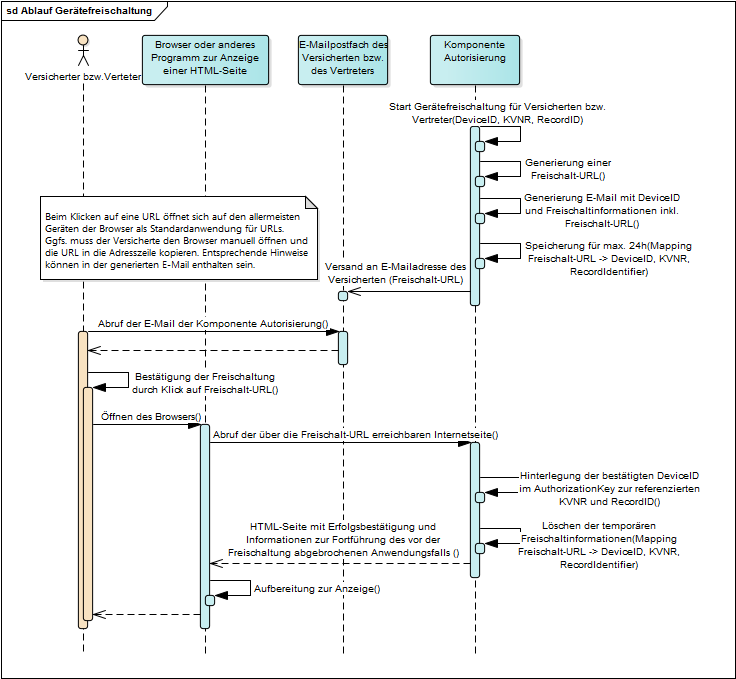 sd Ablauf Gerätefreischaltung
Versicherter bzw.Verteter
Browser oder anderes
Programm zur Anzeige
einer HTML-Seite
E-Mailpostfach des
Versicherten bzw.
des Vertreters
Komponente
Autorisierung
Start Gerätefreischaltung für Versicherten bzw.
Vertreter(DeviceID, KVNR, RecordID)
Generierung einer
Freischalt-URL()
Generierung E-Mail mit DeviceID
und Freischaltinformationen inkl.
Freischalt-URL()
Beim Klicken auf eine URL öffnet sich auf den allermeisten
Geräten der Browser als Standardanwendung für URLs.
Ggfs. muss der Versicherte den Browser manuell öffnen und
die URL in die Adresszeile kopieren. Entsprechende Hinweise
können in der generierten E-Mail enthalten sein.
Speicherung für max. 24h(Mapping
Freischalt-URL -> DeviceID, KVNR,
RecordIdentifier)
Versand an E-Mailadresse des
Versicherten (Freischalt-URL)
Abruf der E-Mail der Komponente Autorisierung()
Bestätigung der Freischaltung
durch Klick auf Freischalt-URL()
Öffnen des Browsers()
Abruf der über die Freischalt-URL erreichbaren Internetseite()
Hinterlegung der bestätigten DeviceID
im AuthorizationKey zur referenzierten
KVNR und RecordID()
Löschen der temporären
Freischaltinformationen(Mapping
Freischalt-URL -> DeviceID, KVNR,
RecordIdentifier)
HTML-Seite mit Erfolgsbestätigung und
Informationen zur Fortführung des vor der
Freischaltung abgebrochenen Anwendungsfalls ()
Aufbereitung zur Anzeige()